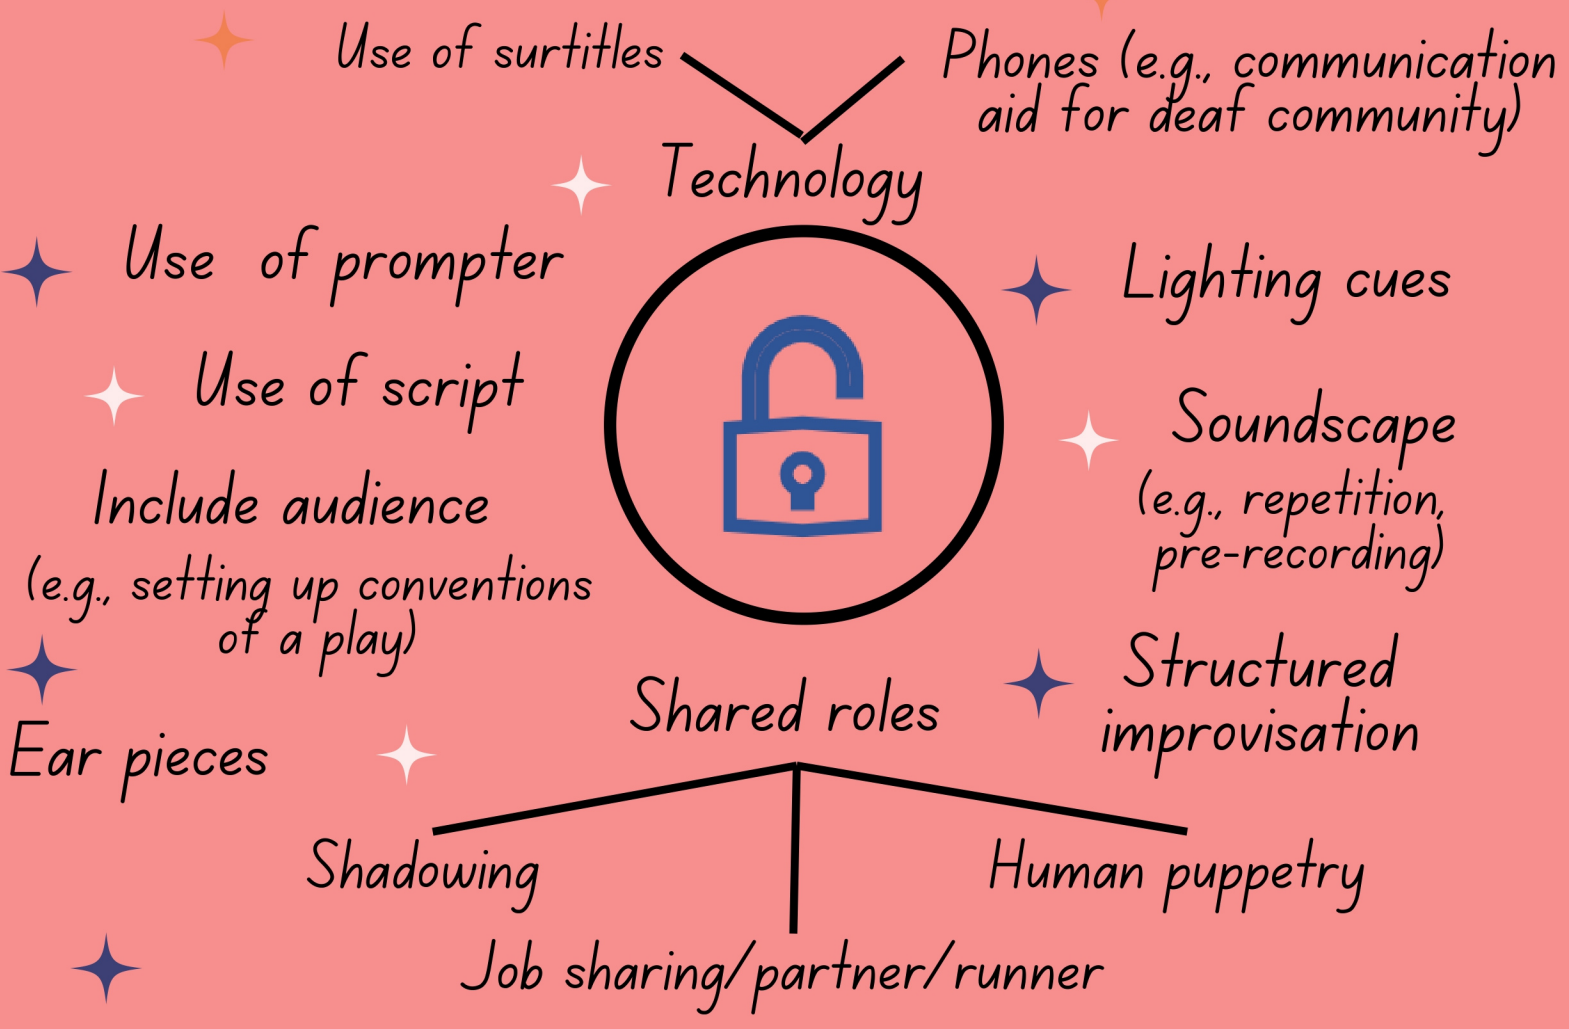 Use of surtitles
Phones (e.g., communication
aid for deaf community)
Technology
Use of prompter
Lighting cues
Use of script
Soundscape
(e.g., repetition,
pre-recording)
Include audience
(e.g., setting up conventions
of a play)
Structured
improvisation
Ear pieces
Shared roles
Shadowing
Human puppetry
Job sharing/partner/runner